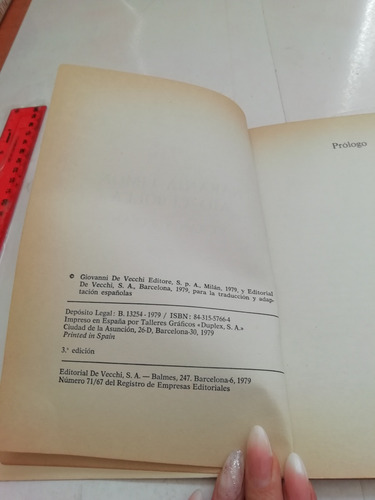 Prólogo
© Giovanni De Vecchi Editore, S. p. A., Milán, 1979, y Editorial
De Vecchi, S. A., Barcelona, 1979, para la traducción y adap-
tación españolas
Depósito Legal: B. 13254 - 1979 / ISBN: 84-315-5766-4
Impreso en España por Talleres Gráficos «Duplex, S. A.»
Ciudad de la Asunción, 26-D, Barcelona-30, 1979
Printed in Spain
3.ª edición
Editorial De Vecchi, S. A. — Balmes, 247. Barcelona-6, 1979
Número 71/67 del Registro de Empresas Editoriales